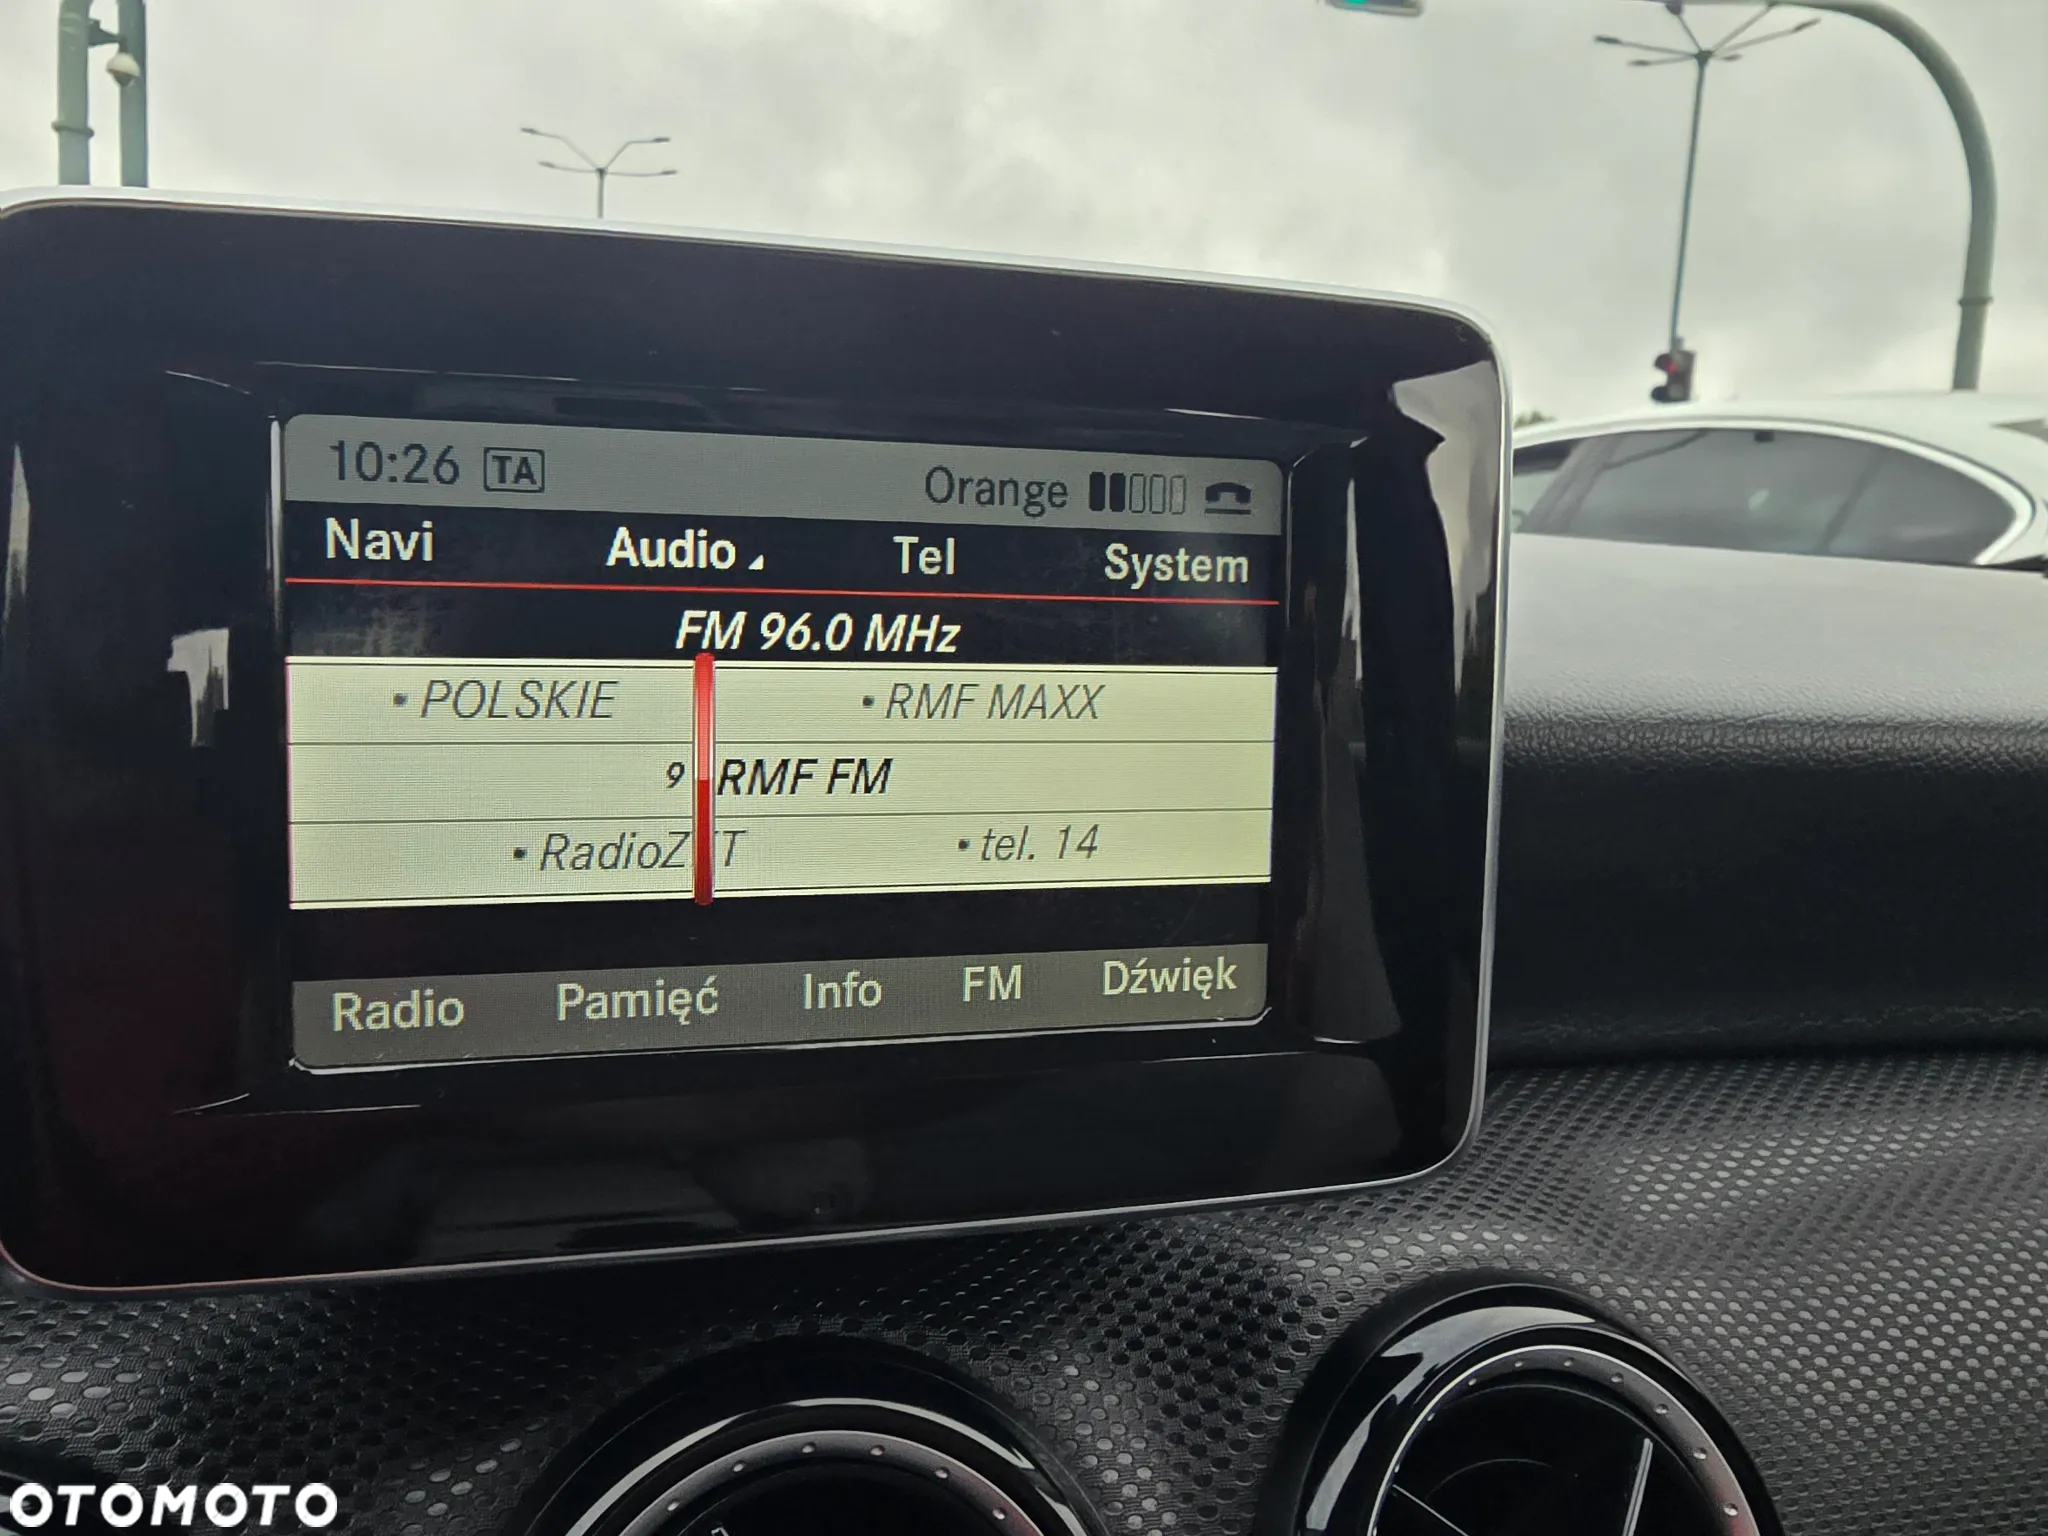 10:26 TA Orange
Navi Audio Tel System
FM 96.0 MHz
• POLSKIE • RMF MAXX
9 RMF FM
• RadioZET • tel. 14
Radio Pamięć Info FM Dźwięk
OTOMOTO